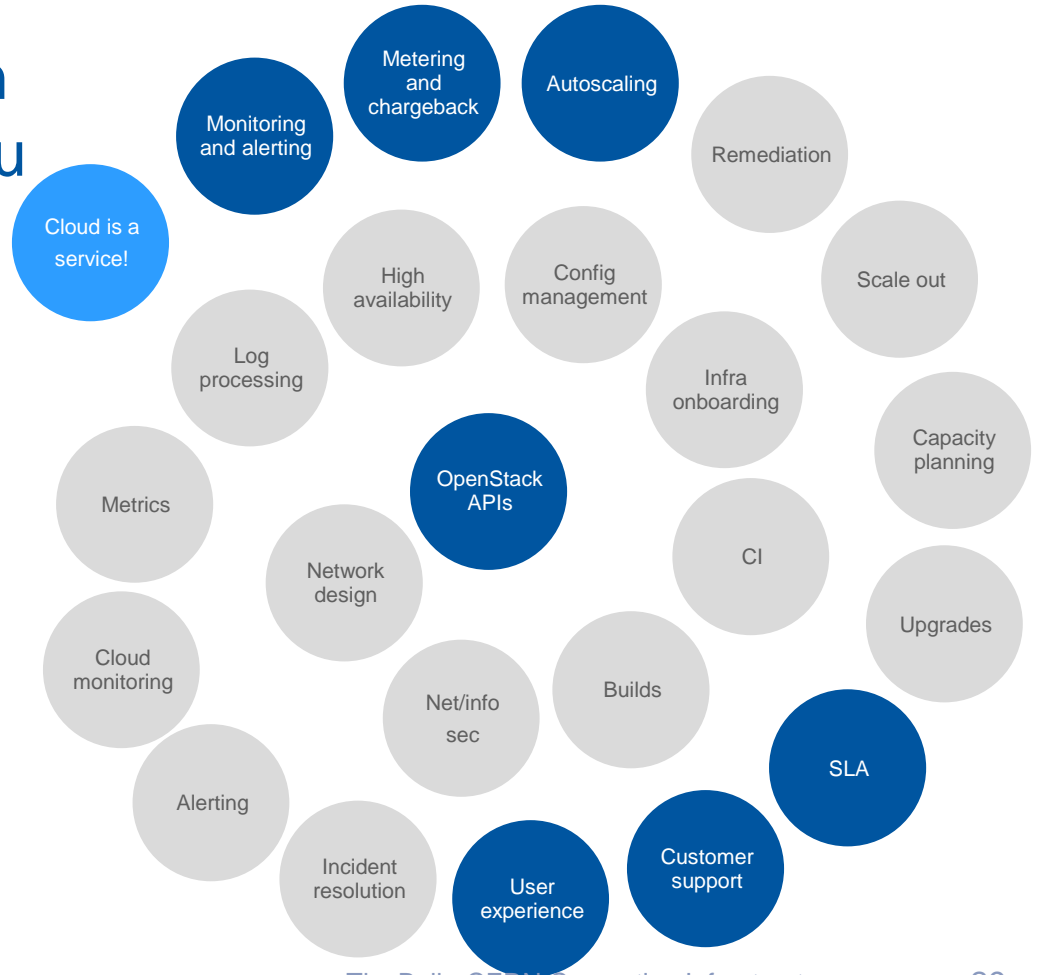 Metering
and
chargeback
Autoscaling
Monitoring
and alerting
Remediation
Cloud is a
service!
High
availability
Config
management
Scale out
Log
processing
Infra
onboarding
Capacity
planning
OpenStack
APIs
Metrics
CI
Network
design
Upgrades
Cloud
monitoring
Net/info
sec
Builds
SLA
Alerting
Customer
support
Incident
resolution
User
experience